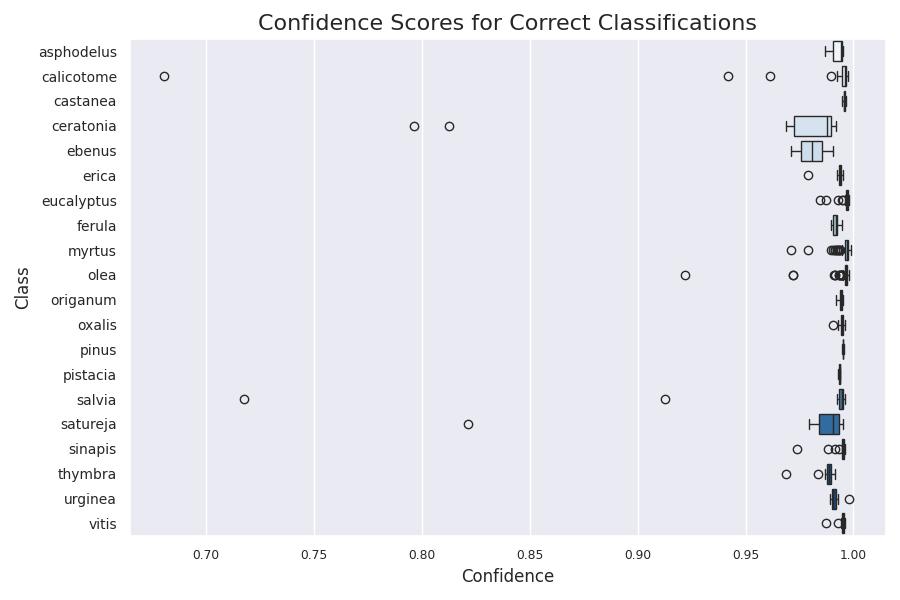 Confidence Scores for Correct Classifications
asphodelus
calicotome
castanea
ceratonia
ebenus
erica
eucalyptus
ferula
myrtus
olea
origanum
oxalis
pinus
pistacia
salvia
satureja
sinapis
thymbra
urginea
vitis
Class
0.70 0.75 0.80 0.85 0.90 0.95 1.00
Confidence